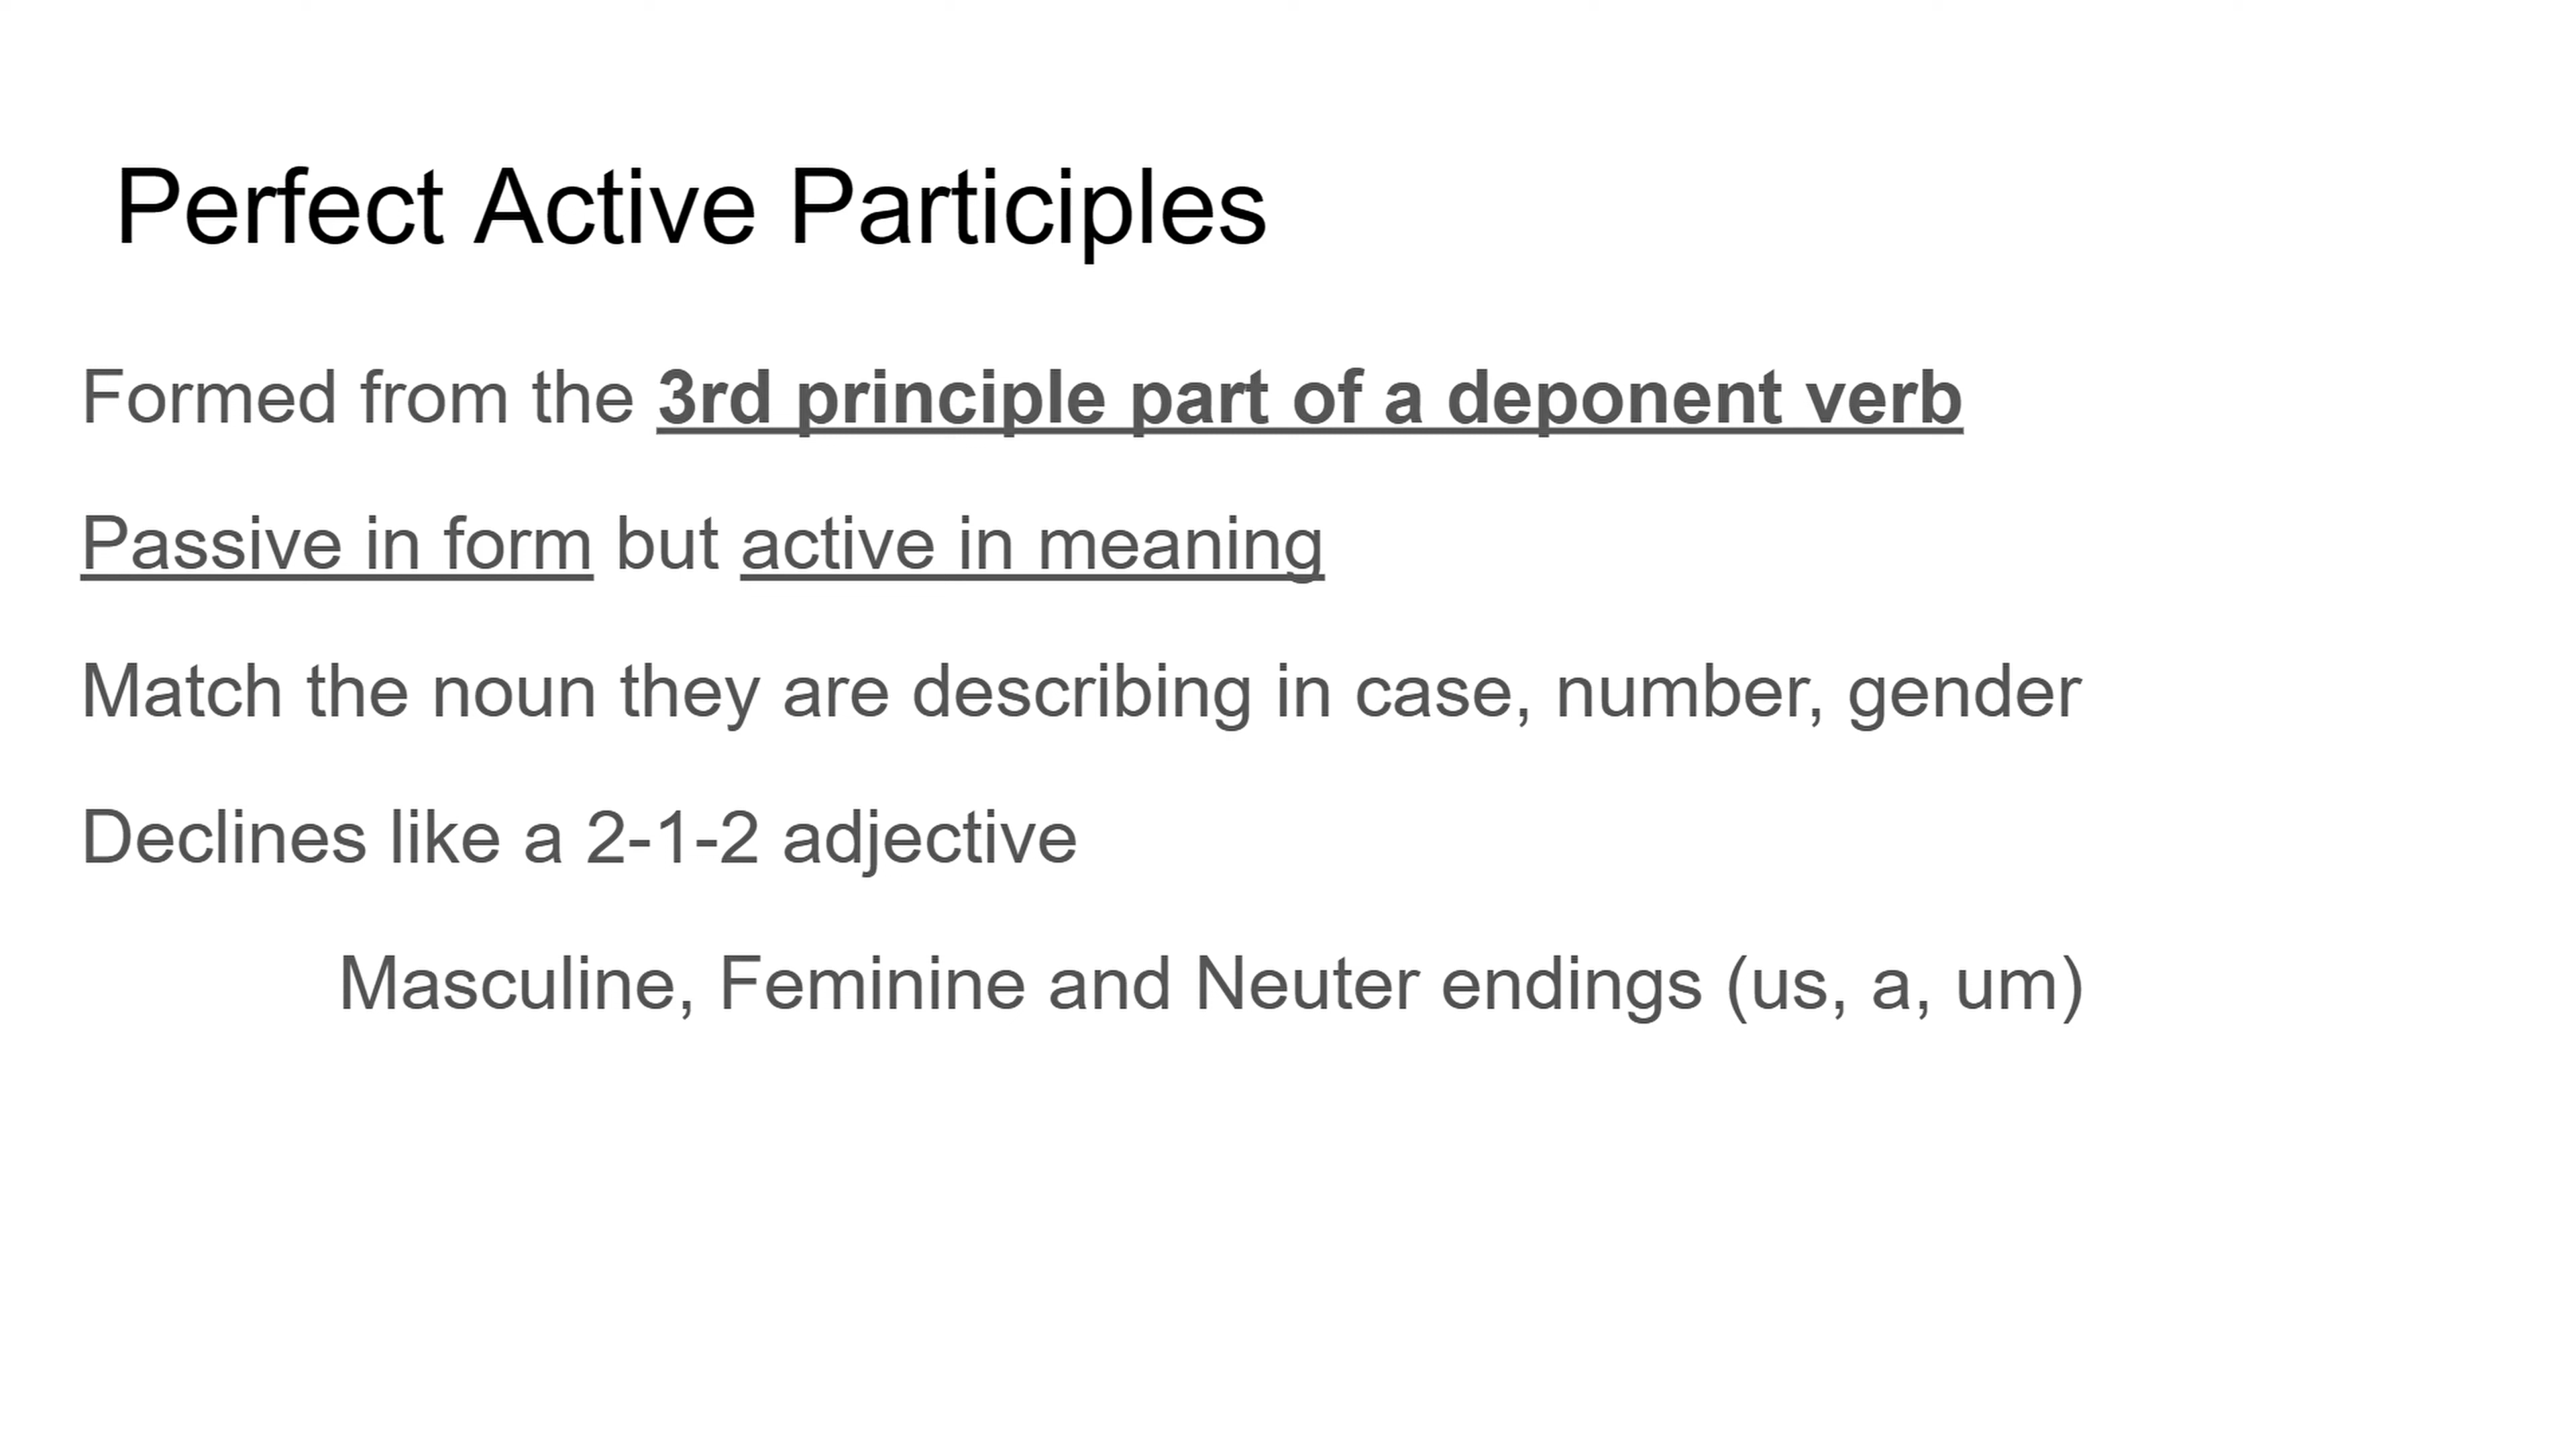 Perfect Active Participles
Formed from the 3rd principle part of a deponent verb
Passive in form but active in meaning
Match the noun they are describing in case, number, gender
Declines like a 2-1-2 adjective
Masculine, Feminine and Neuter endings (us, a, um)